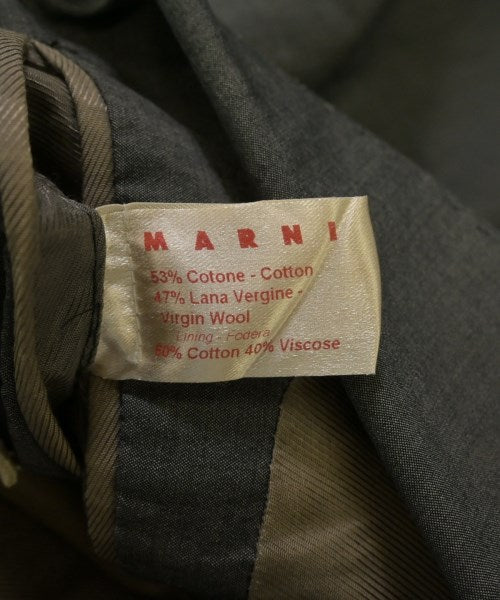 MARNI
53% Cotone - Cotton
47% Lana Vergine -
- Virgin Wool
Lining - Fodera
60% Cotton 40% Viscose